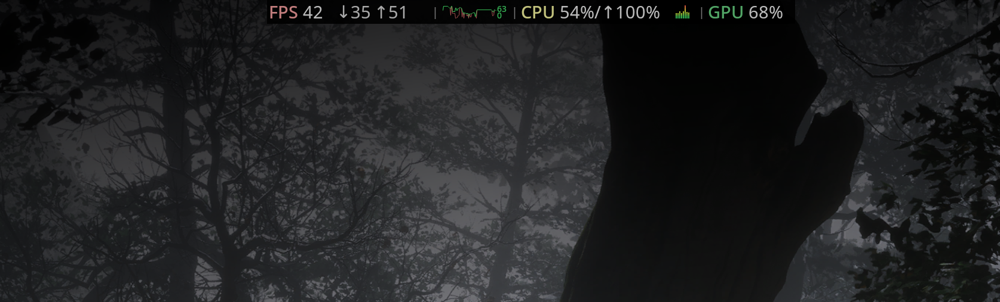 FPS 42 ↓35 ↑51 | 63 0 | CPU 54%/↑100% | GPU 68%